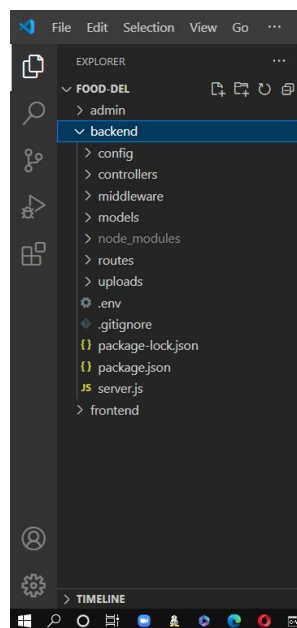 File Edit Selection View Go ···
EXPLORER ···
FOOD-DEL
admin
backend
config
controllers
middleware
models
node_modules
routes
uploads
.env
.gitignore
{} package-lock.json
{} package.json
JS server.js
frontend
TIMELINE